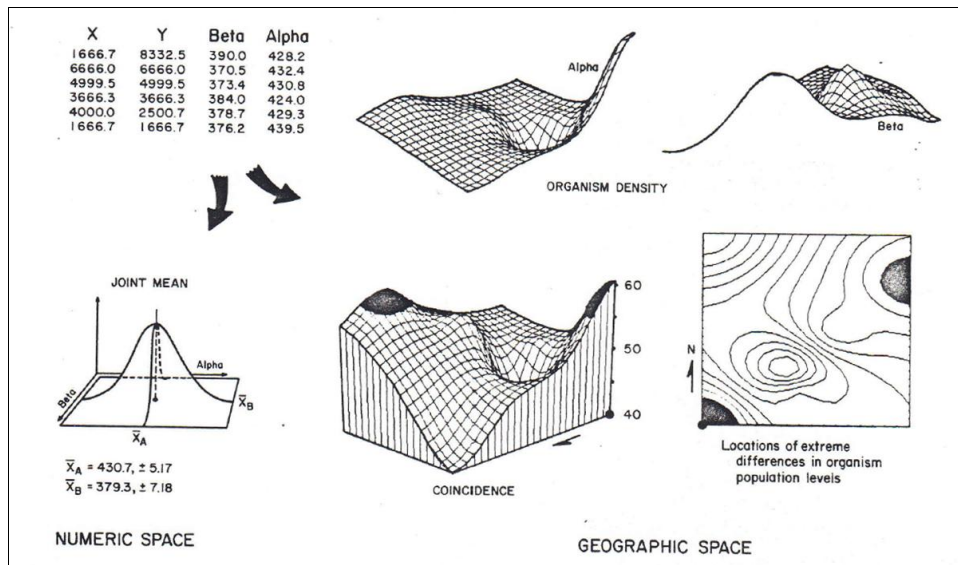 X Y Beta Alpha
1666.7 8332.5 390.0 428.2
6666.0 6666.0 370.5 432.4
4999.5 4999.5 373.4 430.8
3666.3 3666.3 384.0 424.0
4000.0 2500.7 378.7 429.3
1666.7 1666.7 376.2 439.5
Alpha
Beta
ORGANISM DENSITY
JOINT MEAN
Alpha
Beta
X̄B
X̄A
X̄A = 430.7, ± 5.17
X̄B = 379.3, ± 7.18
NUMERIC SPACE
60
50
40
COINCIDENCE
N
Locations of extreme
differences in organism
population levels
GEOGRAPHIC SPACE